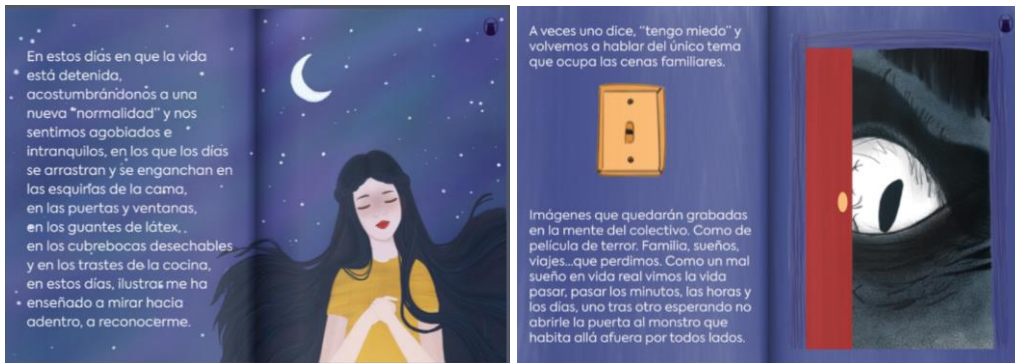 En estos días en que la vida
está detenida,
acostumbrándonos a una
nueva "normalidad" y nos
sentimos agobiados e
intranquilos, en los que los días
se arrastran y se enganchan en
las esquinas de la cama,
en las puertas y ventanas,
en los guantes de látex,
en los cubrebocas desechables
y en los trastes de la cocina,
en estos días, ilustrarme ha
enseñado a mirar hacia
adentro, a reconocerme.
A veces uno dice, "tengo miedo" y
volvemos a hablar del único tema
que ocupa las cenas familiares.
Imágenes que quedarán grabadas
en la mente del colectivo. Como de
película de terror. Familia, sueños,
viajes...que perdimos. Como un mal
sueño en vida real vimos la vida
pasar, pasar los minutos, las horas y
los días, uno tras otro esperando no
abrirle la puerta al monstro que
habita allá afuera por todos lados.